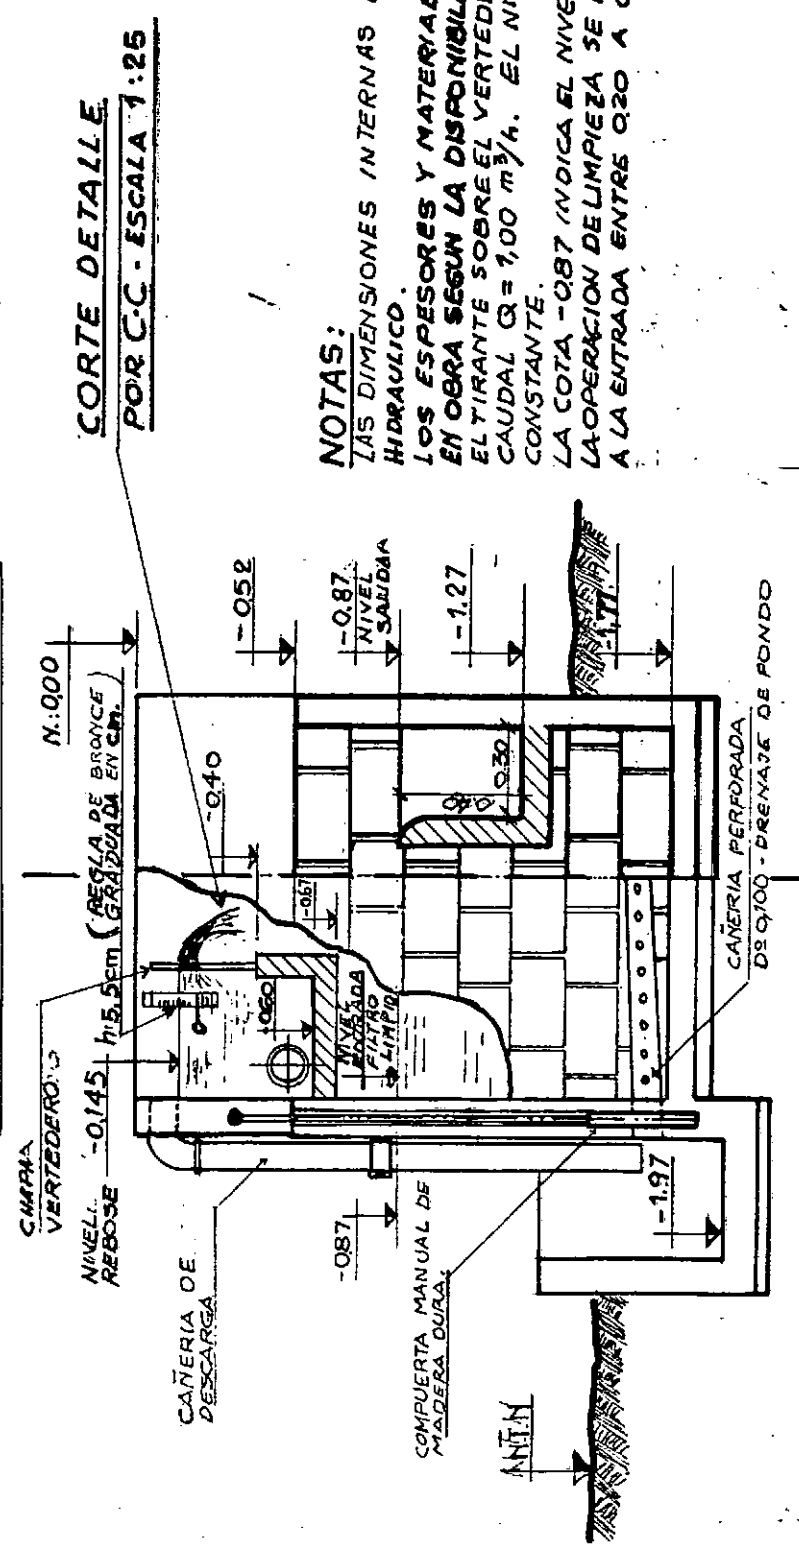 CORTE DETALLE
POR C-C - ESCALA 1:25
NOTAS:
LAS DIMENSIONES INTERNAS
HIDRAULICO.
LOS ESPESORES Y MATERIAL
EN OBRA SEGUN LA DISPONIBIL
EL TIRANTE SOBRE EL VERTED
CAUDAL Q = 1,00 m³/h. EL NI
CONSTANTE.
LA COTA -0,87 INDICA EL NIVE
LA OPERACION DE LIMPIEZA SE
A LA ENTRADA ENTRE 0,20 A
N.:0,00
-0,52
-0,87
NIVEL
SALIDA
-1.27
-1.77
CHAPA
VERTEDERO
NIVEL -0,145
REBOSE
h:5,5cm (REGLA DE BRONCE
GRADUADA EN cm.)
-0,40
-0,67
-0,60
NIVEL
ENTRADA
FILTRO
LIMPIO
0.30
CAÑERIA DE
DESCARGA
-0,87
COMPUERTA MANUAL DE
MADERA DURA.
-1.97
CAÑERIA PERFORADA
Dº 0,100 - DRENAJE DE FONDO